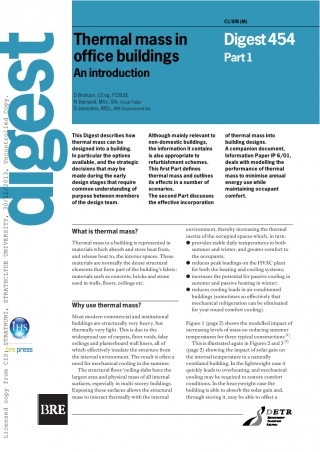 CI/SfB (M)
Thermal mass in
office buildings
An introduction
Digest 454
Part 1
D Braham, CEng, FCIBSE
N Barnard, MSc, BA, Oscar Faber
D Jaunzens, MSc, BRE Environmental
digest
This Digest describes how
thermal mass can be
designed into a building.
In particular the options
available, and the strategic
decisions that may be
made during the early
design stages that require
common understanding of
purpose between members
of the design team.
Although mainly relevant to
non-domestic buildings,
the information it contains
is also appropriate to
refurbishment schemes.
This first Part defines
thermal mass and outlines
its effects in a number of
scenarios.
The second Part discusses
the effective incorporation
of thermal mass into
building designs.
A companion document,
Information Paper IP 6/01,
deals with modelling the
performance of thermal
mass to minimise annual
energy use while
maintaining occupant
comfort.
What is thermal mass?
Thermal mass in a building is represented in
materials which absorb and store heat from,
and release heat to, the interior spaces. These
materials are normally the dense structural
elements that form part of the building's fabric:
materials such as concrete, bricks and stone
used in walls, floors, ceilings etc.
Why use thermal mass?
Most modern commercial and institutional
buildings are structurally very heavy, but
thermally very light. This is due to the
widespread use of carpets, floor voids, false
ceilings and plasterboard wall liners, all of
which effectively insulate the structure from
the internal environment. The result is often a
need for mechanical cooling in the summer.
The structural floor/ceiling slabs have the
largest area and physical mass of all internal
surfaces, especially in multi-storey buildings.
Exposing these surfaces allows the structural
mass to interact thermally with the internal
environment, thereby increasing the thermal
inertia of the occupied spaces which, in turn:
● provides stable daily temperatures in both
summer and winter, and greater comfort to
the occupants;
● reduces peak loadings on the HVAC plant
for both the heating and cooling systems;
● increases the potential for passive cooling in
summer and passive heating in winter;
● reduces cooling loads in air conditioned
buildings (sometimes so effectively that
mechanical refrigeration can be eliminated
for year round comfort cooling).
Figure 1 (page 2) shows the modelled impact of
increasing levels of mass on reducing summer
temperatures for three typical constructions[1].
This is illustrated again in Figures 2 and 3[2]
(page 2) showing the impact of solar gain on
the internal temperature in a naturally
ventilated building. In the lightweight case it
quickly leads to overheating, and mechanical
cooling may be required to restore comfort
conditions. In the heavyweight case the
building is able to absorb the solar gain and,
through storing it, may be able to offset a
BRE
DETR
IHS
press
Licensed copy from CIS: STRATHUNI, STRATHCLYDE UNIVERSITY, 2013, Uncontrolled Copy.